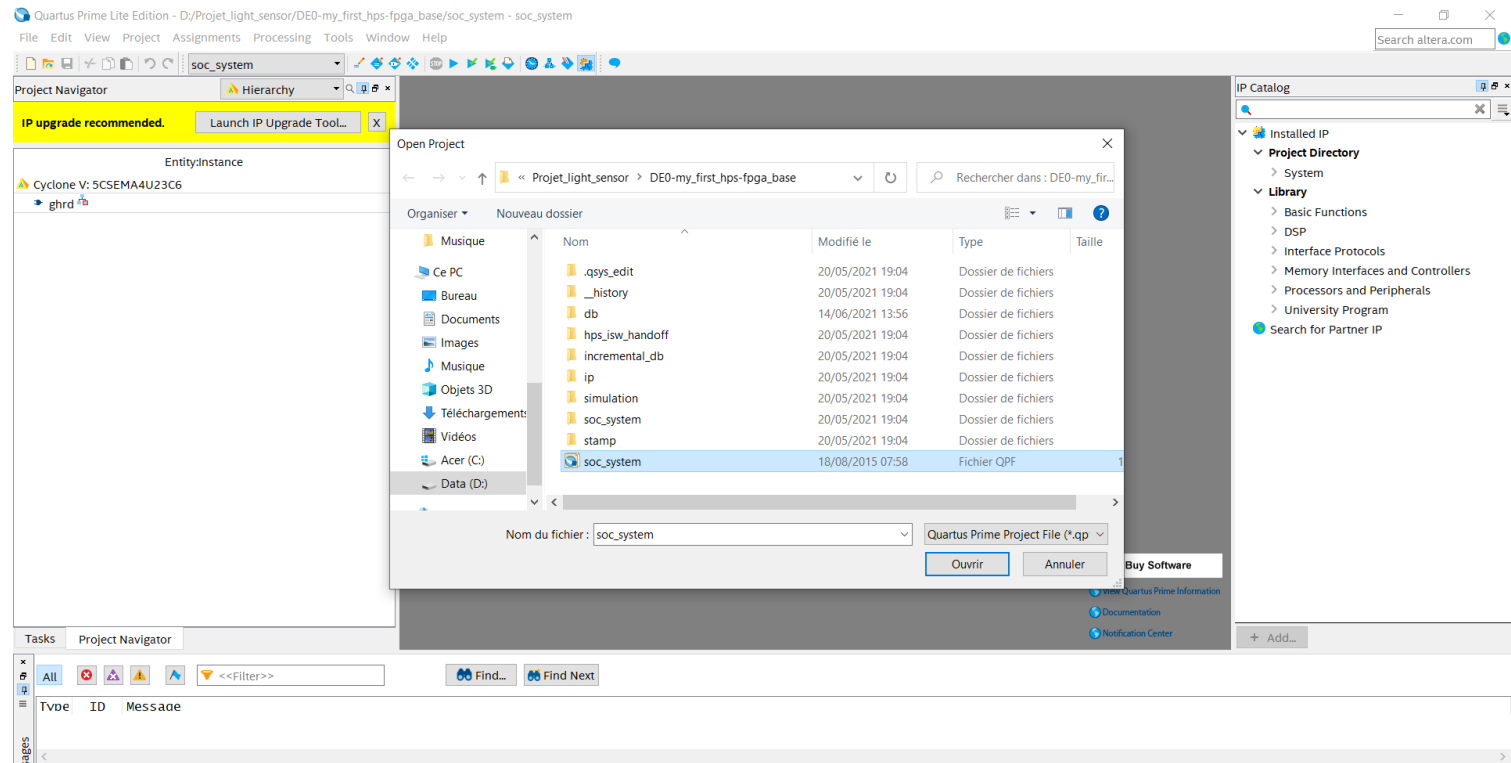 Quartus Prime Lite Edition - D:/Projet_light_sensor/DE0-my_first_hps-fpga_base/soc_system - soc_system
File Edit View Project Assignments Processing Tools Window Help
Search altera.com
soc_system
STOP
Project Navigator
Hierarchy
IP Catalog
IP upgrade recommended.
Launch IP Upgrade Tool...
X
Entity:Instance
Cyclone V: 5CSEMA4U23C6
ghrd
Open Project
« Projet_light_sensor > DE0-my_first_hps-fpga_base
Rechercher dans : DE0-my_fir...
Organiser
Nouveau dossier
?
Nom Modifié le Type Taille
Musique
Ce PC
Bureau
Documents
Images
Musique
Objets 3D
Téléchargements
Vidéos
Acer (C:)
Data (D:)
.qsys_edit 20/05/2021 19:04 Dossier de fichiers
__history 20/05/2021 19:04 Dossier de fichiers
db 14/06/2021 13:56 Dossier de fichiers
hps_isw_handoff 20/05/2021 19:04 Dossier de fichiers
incremental_db 20/05/2021 19:04 Dossier de fichiers
ip 20/05/2021 19:04 Dossier de fichiers
simulation 20/05/2021 19:04 Dossier de fichiers
soc_system 20/05/2021 19:04 Dossier de fichiers
stamp 20/05/2021 19:04 Dossier de fichiers
soc_system 18/08/2015 07:58 Fichier QPF 1
Nom du fichier : soc_system
Quartus Prime Project File (*.qp
Ouvrir
Annuler
Installed IP
Project Directory
System
Library
Basic Functions
DSP
Interface Protocols
Memory Interfaces and Controllers
Processors and Peripherals
University Program
Search for Partner IP
Buy Software
View Quartus Prime Information
Documentation
Notification Center
+ Add...
Tasks
Project Navigator
All
<<Filter>>
Find...
Find Next
Type ID Message